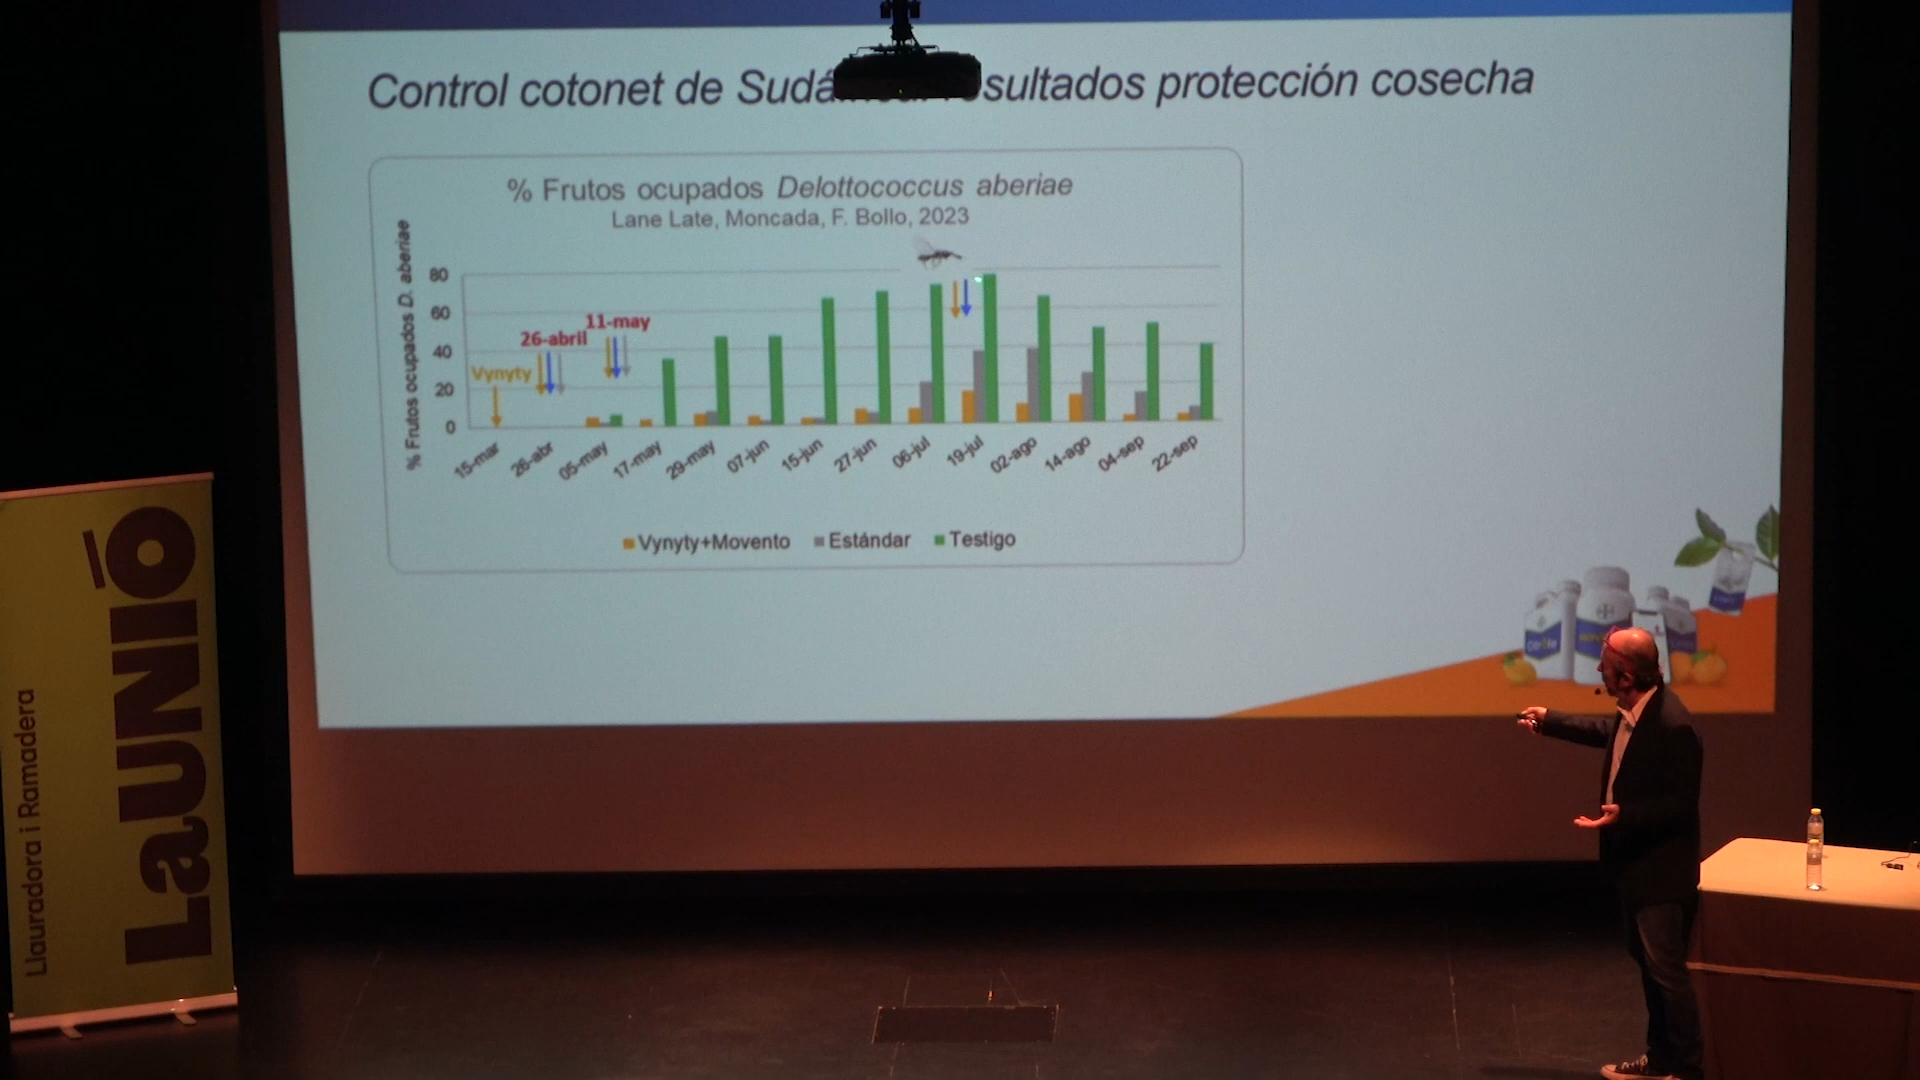 Control cotonet de Sudá sultados protección cosecha
% Frutos ocupados Delottococcus aberiae
Lane Late, Moncada, F. Bollo, 2023
% Frutos ocupados D. aberiae
80
60
40
20
0
Vynyty
26-abril
11-may
15-mar
26-abr
05-may
17-may
29-may
07-jun
15-jun
27-jun
06-jul
19-jul
02-ago
14-ago
04-sep
22-sep
Vynyty+Movento
Estándar
Testigo
LaUNIÓ
Llauradora i Ramadera